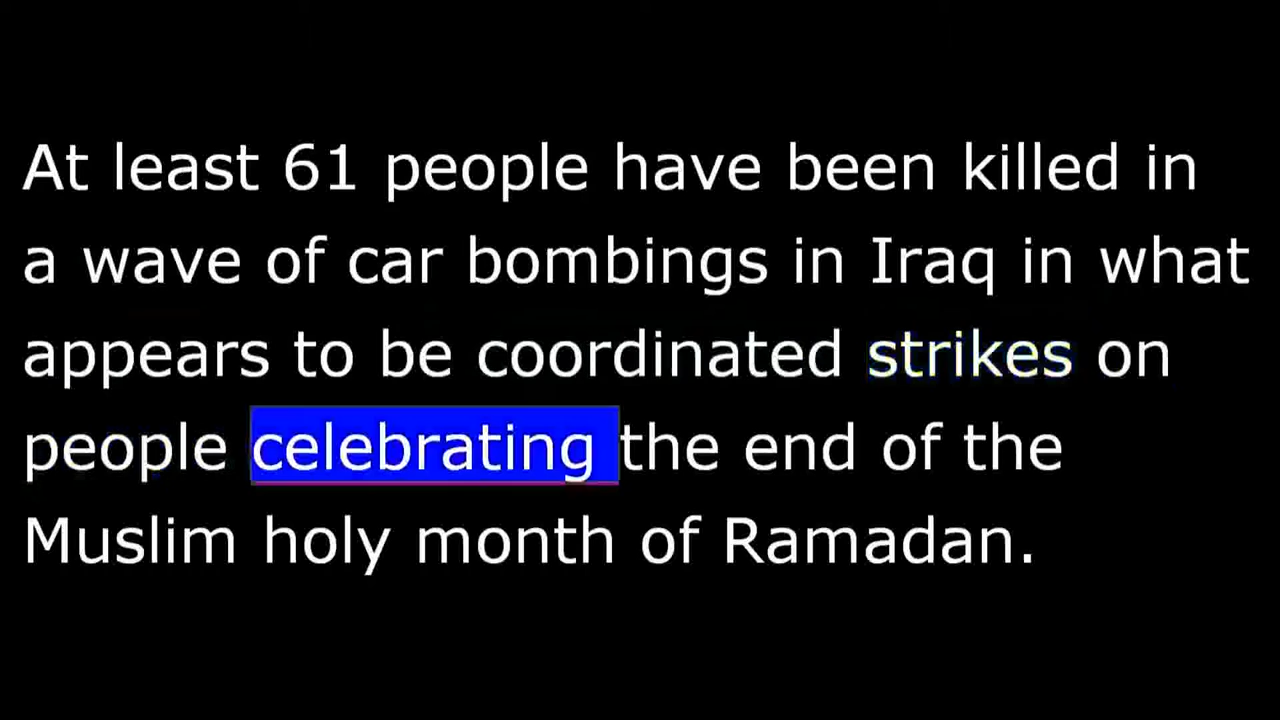 At least 61 people have been killed in
a wave of car bombings in Iraq in what
appears to be coordinated strikes on
people celebrating the end of the
Muslim holy month of Ramadan.